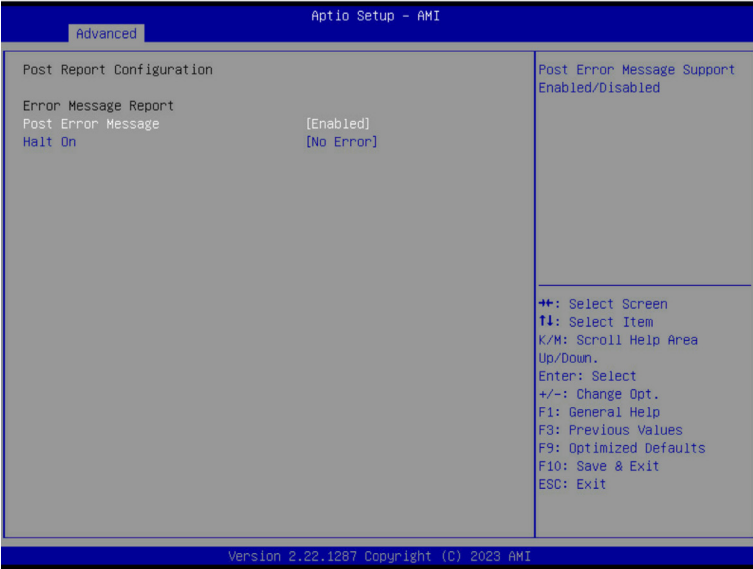 Aptio Setup - AMI
Advanced
Post Report Configuration
Error Message Report
Post Error Message [Enabled]
Halt On [No Error]
Post Error Message Support
Enabled/Disabled
→←: Select Screen
↑↓: Select Item
K/M: Scroll Help Area
Up/Down.
Enter: Select
+/-: Change Opt.
F1: General Help
F3: Previous Values
F9: Optimized Defaults
F10: Save & Exit
ESC: Exit
Version 2.22.1287 Copyright (C) 2023 AMI